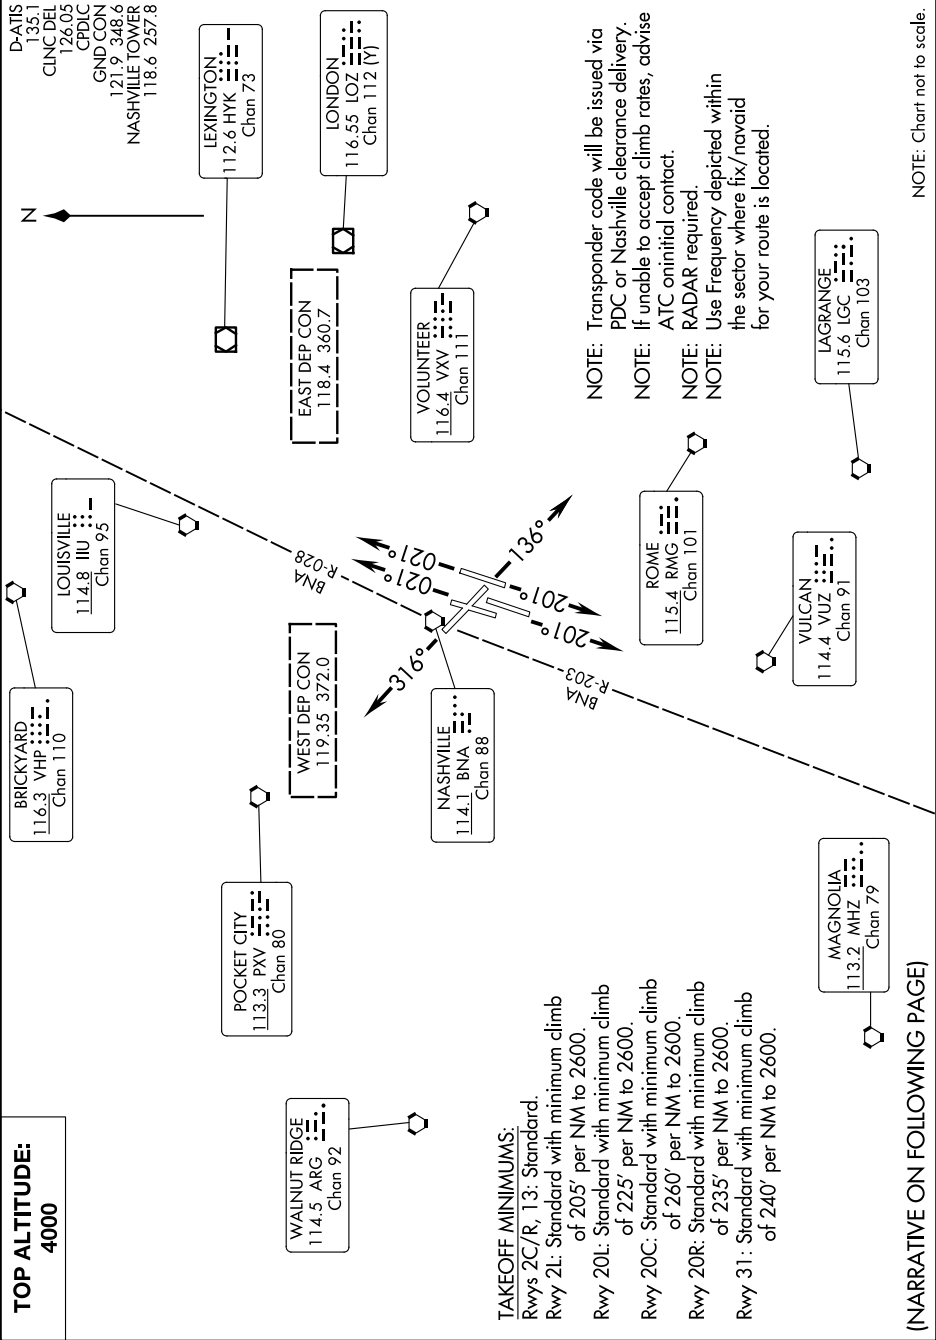 TOP ALTITUDE:
4000
D-ATIS
135.1
CLNC DEL
126.05
CPDLC
GND CON
121.9 348.6
NASHVILLE TOWER
118.6 257.8
N
BRICKYARD
116.3 VHP
Chan 110
LOUISVILLE
114.8 IIU
Chan 95
LEXINGTON
112.6 HYK
Chan 73
LONDON
116.55 LOZ
Chan 112 (Y)
POCKET CITY
113.3 PXV
Chan 80
WALNUT RIDGE
114.5 ARG
Chan 92
WEST DEP CON
119.35 372.0
EAST DEP CON
118.4 360.7
BNA
R-028
VOLUNTEER
116.4 VXV
Chan 111
NASHVILLE
114.1 BNA
Chan 88
021°
021°
316°
136°
201°
201°
BNA
R-203
ROME
115.4 RMG
Chan 101
VULCAN
114.4 VUZ
Chan 91
LAGRANGE
115.6 LGC
Chan 103
MAGNOLIA
113.2 MHZ
Chan 79
TAKEOFF MINIMUMS:
Rwys 2C/R, 13: Standard.
Rwy 2L: Standard with minimum climb
of 205' per NM to 2600.
Rwy 20L: Standard with minimum climb
of 225' per NM to 2600.
Rwy 20C: Standard with minimum climb
of 260' per NM to 2600.
Rwy 20R: Standard with minimum climb
of 235' per NM to 2600.
Rwy 31: Standard with minimum climb
of 240' per NM to 2600.
NOTE: Transponder code will be issued via
PDC or Nashville clearance delivery.
NOTE: If unable to accept climb rates, advise
ATC oninitial contact.
NOTE: RADAR required.
NOTE: Use Frequency depicted within
the sector where fix/navaid
for your route is located.
(NARRATIVE ON FOLLOWING PAGE)
NOTE: Chart not to scale.